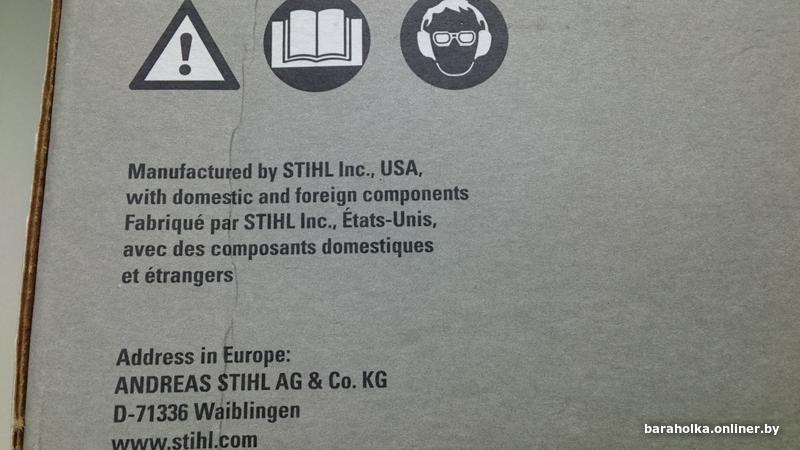 Manufactured by STIHL Inc., USA,
with domestic and foreign components
Fabriqué par STIHL Inc., États-Unis,
avec des composants domestiques
et étrangers
Address in Europe:
ANDREAS STIHL AG & Co. KG
D-71336 Waiblingen
www.stihl.com
baraholka.onliner.by